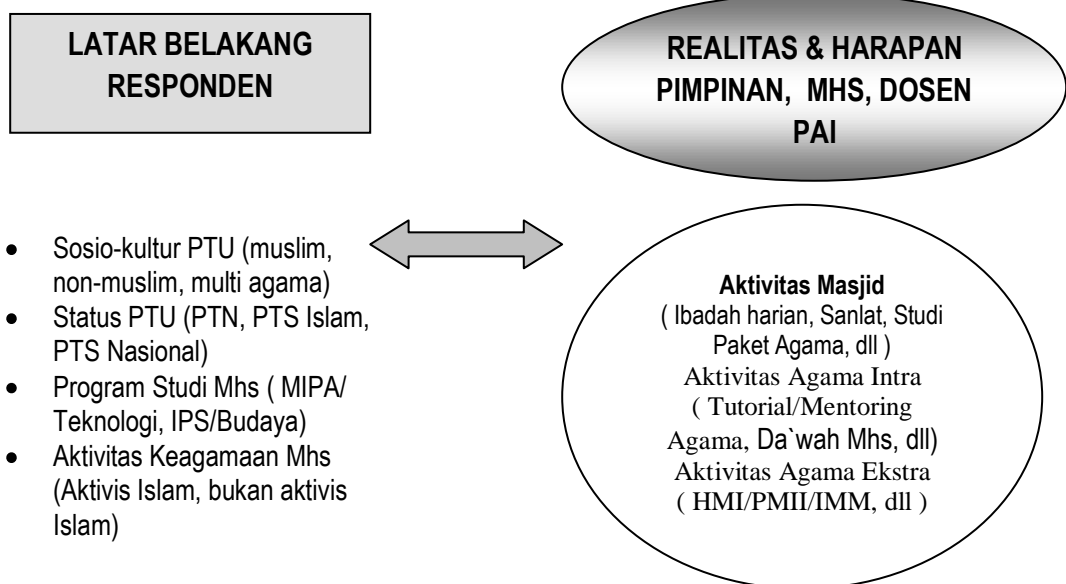 LATAR BELAKANG
RESPONDEN
REALITAS & HARAPAN
PIMPINAN, MHS, DOSEN
PAI
• Sosio-kultur PTU (muslim,
non-muslim, multi agama)
• Status PTU (PTN, PTS Islam,
PTS Nasional)
• Program Studi Mhs ( MIPA/
Teknologi, IPS/Budaya)
• Aktivitas Keagamaan Mhs
(Aktivis Islam, bukan aktivis
Islam)
Aktivitas Masjid
( Ibadah harian, Sanlat, Studi
Paket Agama, dll )
Aktivitas Agama Intra
( Tutorial/Mentoring
Agama, Da`wah Mhs, dll)
Aktivitas Agama Ekstra
( HMI/PMII/IMM, dll )